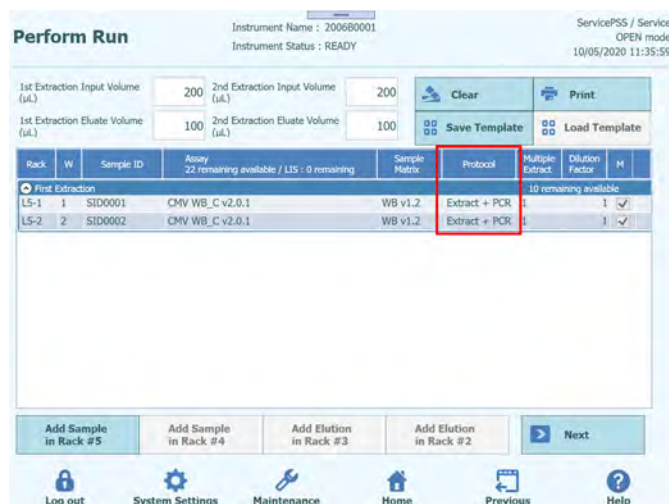 Perform Run
Instrument Name : 2006B0001
Instrument Status : READY
ServicePSS / Service
OPEN mode
10/05/2020 11:35:59
1st Extraction Input Volume (µL) 200 2nd Extraction Input Volume (µL) 200 Clear Print
1st Extraction Eluate Volume (µL) 100 2nd Extraction Eluate Volume (µL) 100 Save Template Load Template
Rack W Sample ID Assay 22 remaining available / LIS : 0 remaining Sample Matrix Protocol Multiple Extract Dilution Factor M
First Extraction 10 remaining available
L5-1 1 SID0001 CMV WB_C v2.0.1 WB v1.2 Extract + PCR 1 1
L5-2 2 SID0002 CMV WB_C v2.0.1 WB v1.2 Extract + PCR 1 1
Add Sample in Rack #5 Add Sample in Rack #4 Add Elution in Rack #3 Add Elution in Rack #2 Next
Log out System Settings Maintenance Home Previous Help